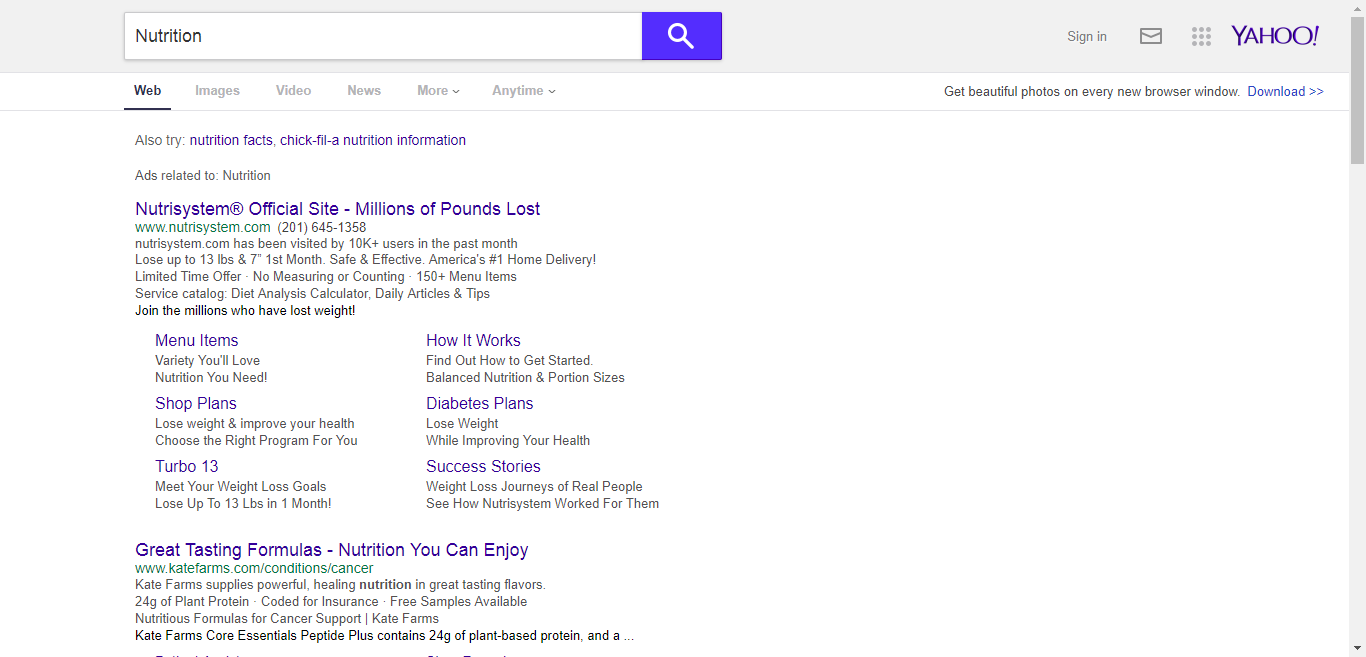 Nutrition
Sign in
YAHOO!
Web Images Video News More Anytime
Get beautiful photos on every new browser window. Download >>
Also try: nutrition facts, chick-fil-a nutrition information
Ads related to: Nutrition
Nutrisystem® Official Site - Millions of Pounds Lost
www.nutrisystem.com (201) 645-1358
nutrisystem.com has been visited by 10K+ users in the past month
Lose up to 13 lbs & 7” 1st Month. Safe & Effective. America's #1 Home Delivery!
Limited Time Offer · No Measuring or Counting · 150+ Menu Items
Service catalog: Diet Analysis Calculator, Daily Articles & Tips
Join the millions who have lost weight!
Menu Items
Variety You'll Love
Nutrition You Need!
How It Works
Find Out How to Get Started.
Balanced Nutrition & Portion Sizes
Shop Plans
Lose weight & improve your health
Choose the Right Program For You
Diabetes Plans
Lose Weight
While Improving Your Health
Turbo 13
Meet Your Weight Loss Goals
Lose Up To 13 Lbs in 1 Month!
Success Stories
Weight Loss Journeys of Real People
See How Nutrisystem Worked For Them
Great Tasting Formulas - Nutrition You Can Enjoy
www.katefarms.com/conditions/cancer
Kate Farms supplies powerful, healing nutrition in great tasting flavors.
24g of Plant Protein · Coded for Insurance · Free Samples Available
Nutritious Formulas for Cancer Support | Kate Farms
Kate Farms Core Essentials Peptide Plus contains 24g of plant-based protein, and a ...